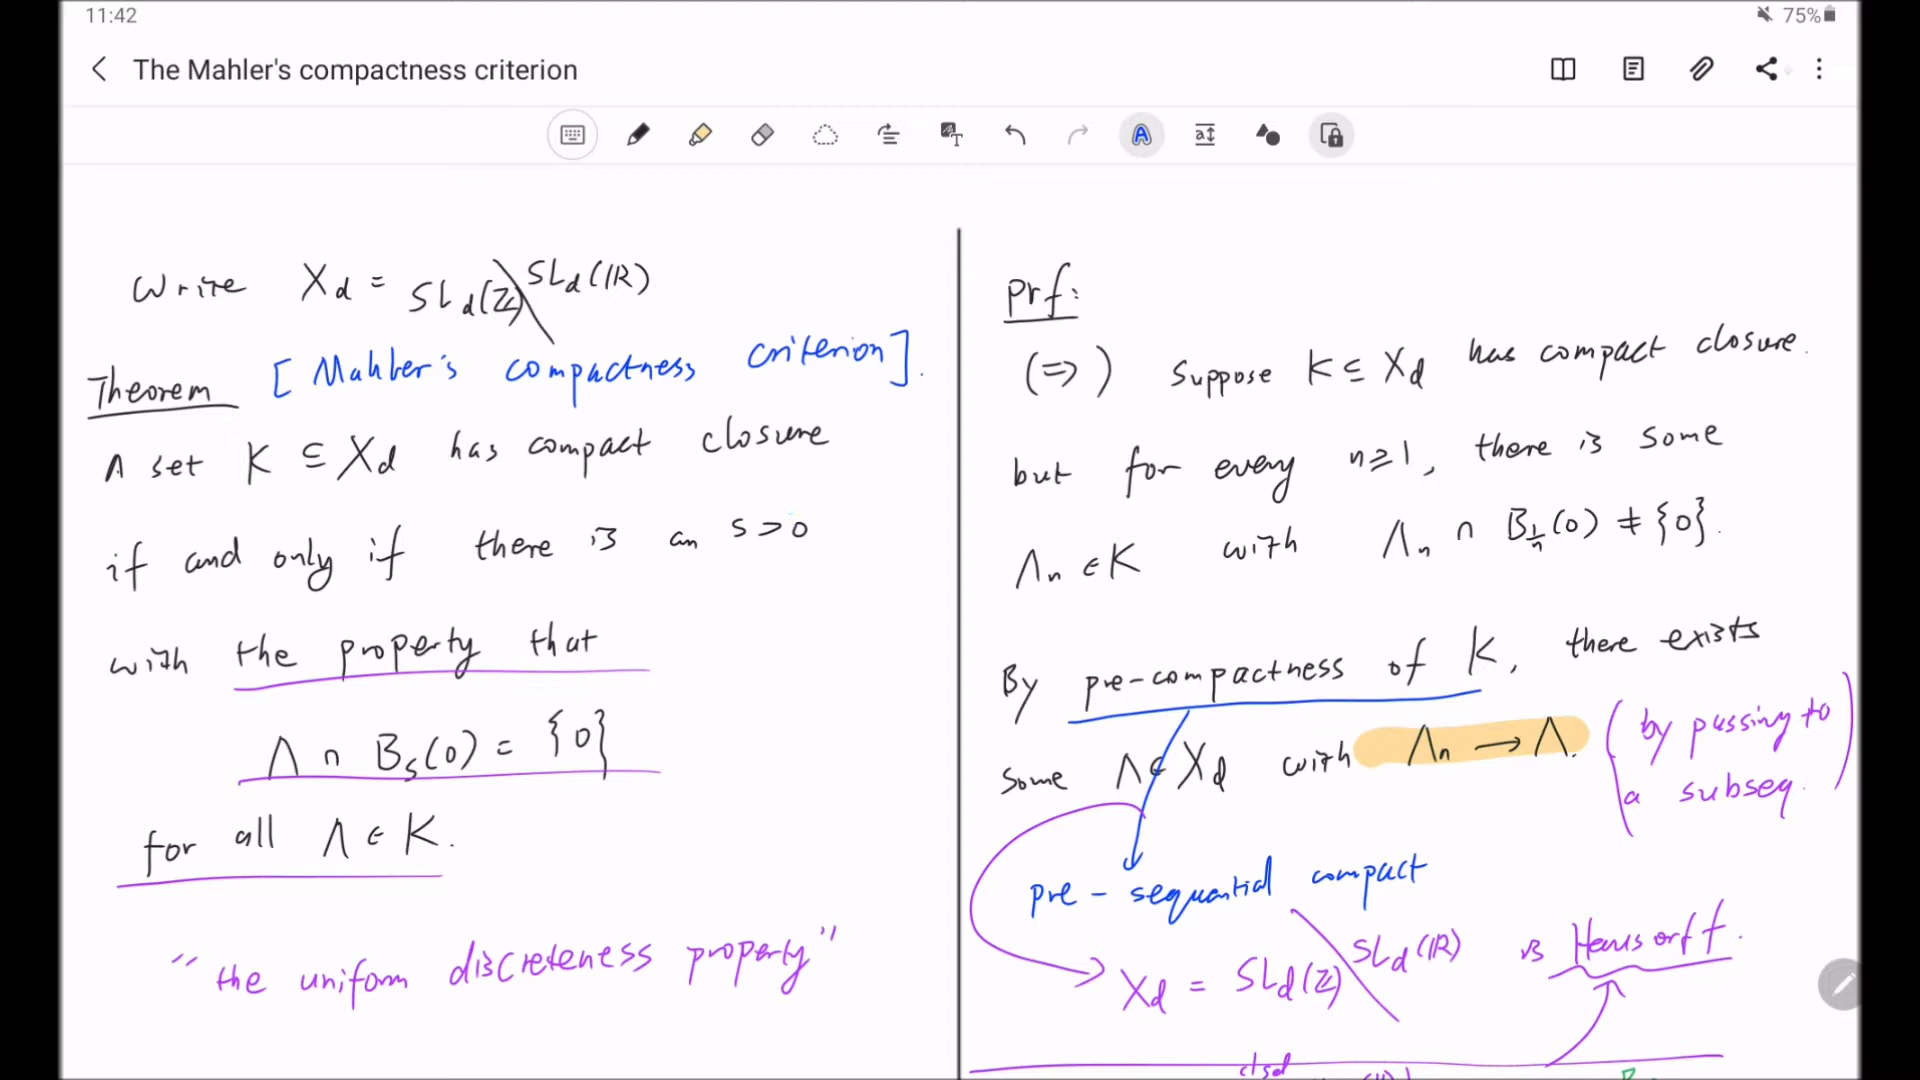 11:42
75%
The Mahler's compactness criterion
Write X_d = SL_d(ℤ)\SL_d(ℝ)
Theorem [Mahler's compactness criterion].
A set K ⊆ X_d has compact closure
if and only if there is an s > 0
with the property that
Λ ∩ B_s(0) = {0}
for all Λ ∈ K.
"the uniform discreteness property"
Prf:
(⇒) Suppose K ⊆ X_d has compact closure.
but for every n ≥ 1, there is some
Λ_n ∈ K with Λ_n ∩ B_{1/n}(0) ≠ {0}.
By pre-compactness of K, there exists
some Λ ∈ X_d with Λ_n → Λ. (by passing to
a subseq.)
pre-sequential compact
X_d = SL_d(ℤ)\SL_d(ℝ) is Hausorff.
clsd